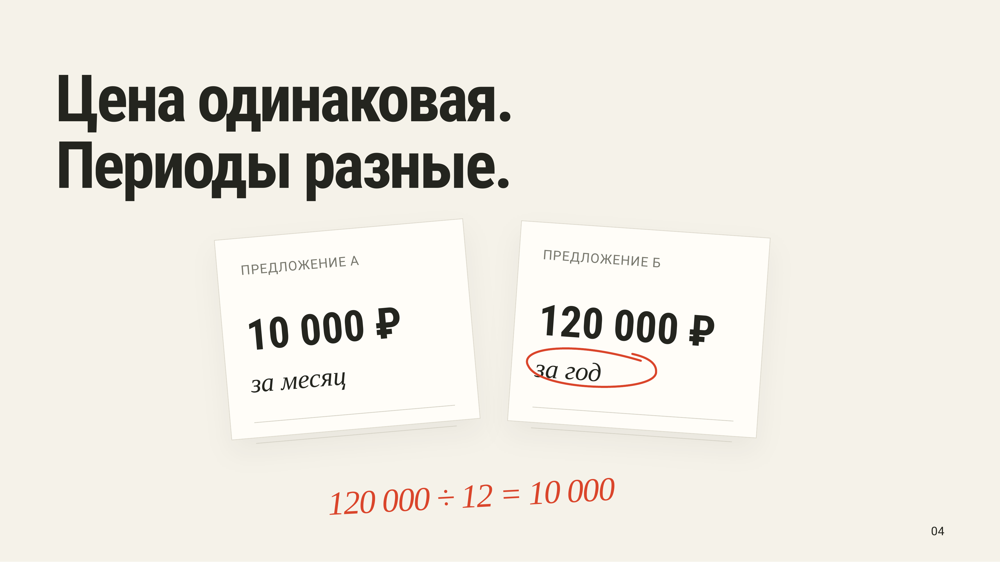 Цена одинаковая.
Периоды разные.
ПРЕДЛОЖЕНИЕ А
10 000 ₽
за месяц
ПРЕДЛОЖЕНИЕ Б
120 000 ₽
за год
120 000 ÷ 12 = 10 000
04